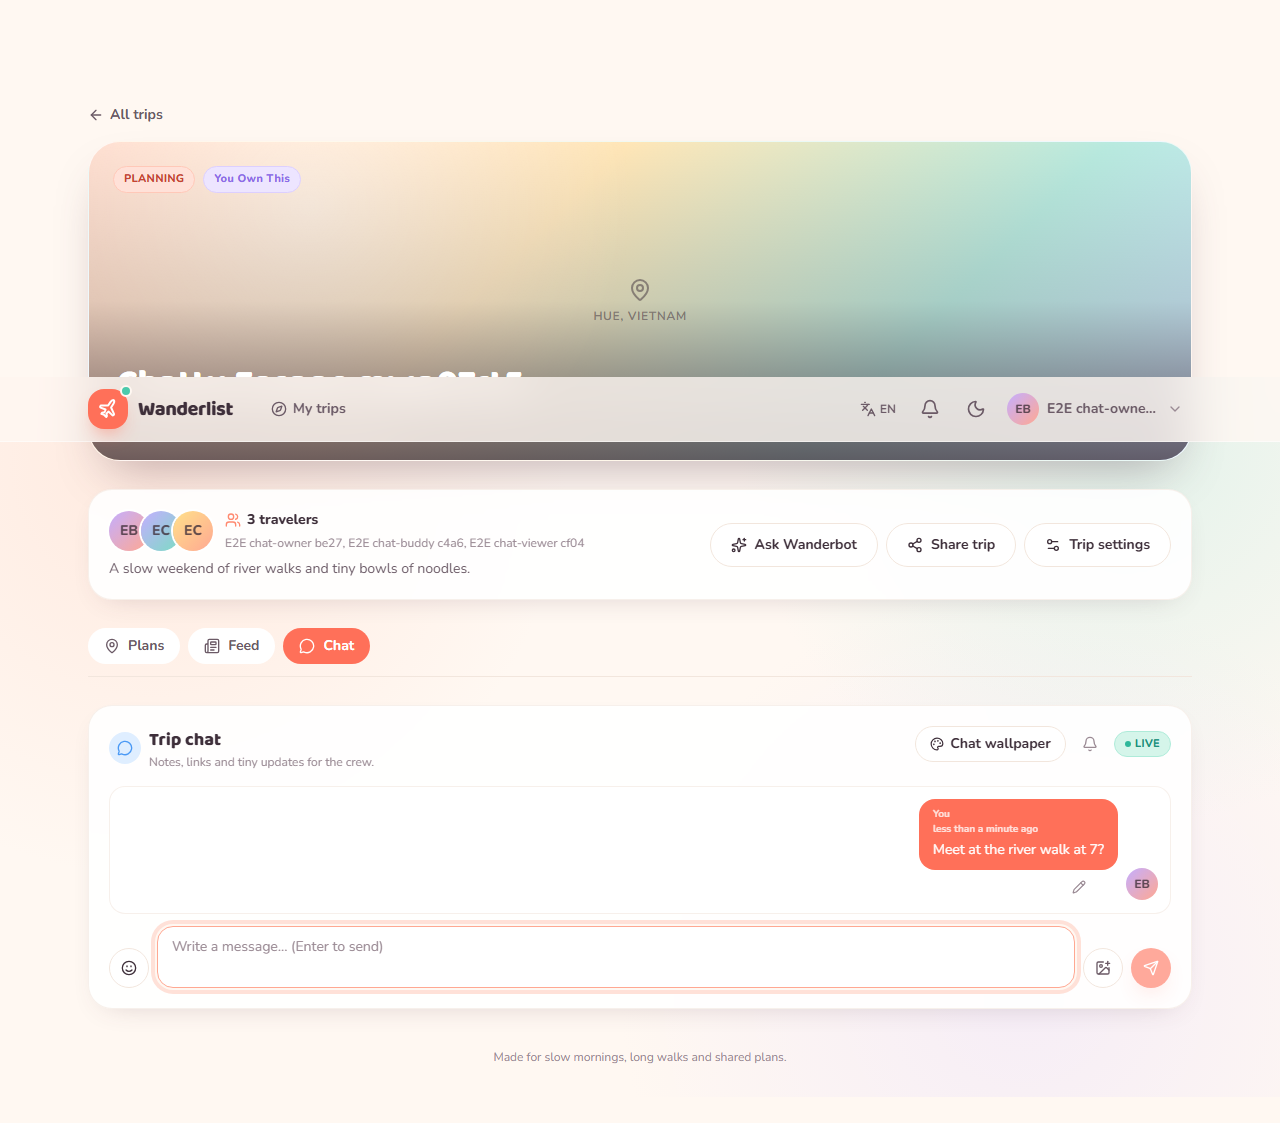 All trips
PLANNING
You Own This
HUE, VIETNAM
Wanderlist
My trips
EN
EB
E2E chat-owne...
EB
EC
EC
3 travelers
E2E chat-owner be27, E2E chat-buddy c4a6, E2E chat-viewer cf04
A slow weekend of river walks and tiny bowls of noodles.
Ask Wanderbot
Share trip
Trip settings
Plans
Feed
Chat
Trip chat
Notes, links and tiny updates for the crew.
Chat wallpaper
LIVE
You
less than a minute ago
Meet at the river walk at 7?
EB
Write a message... (Enter to send)
Made for slow mornings, long walks and shared plans.